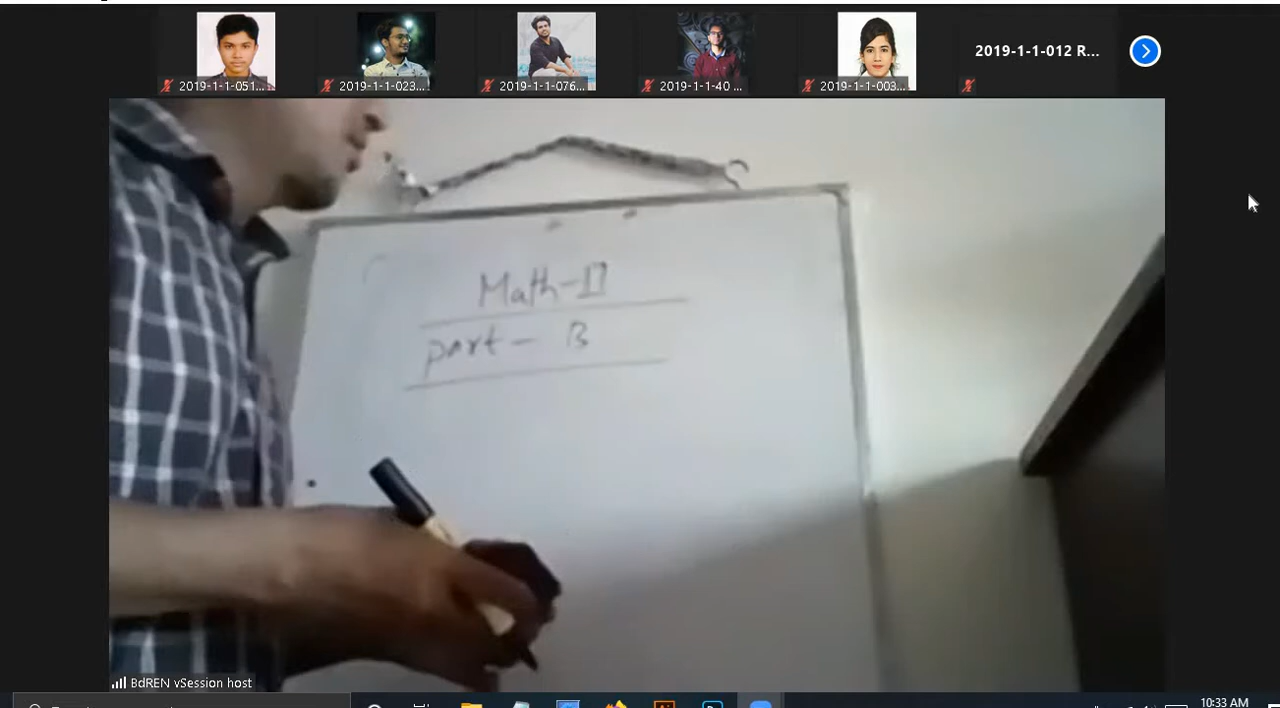 2019-1-1-051...
2019-1-1-023...
2019-1-1-076...
2019-1-1-40 ...
2019-1-1-003...
2019-1-1-012 R...
Math-II
part - B
BdREN vSession host
10:33 AM